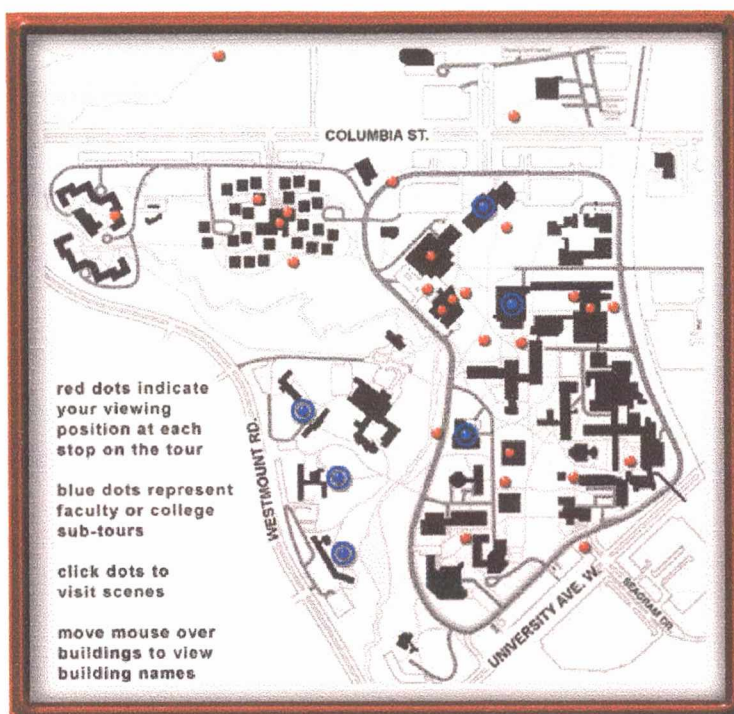 COLUMBIA ST.
red dots indicate
your viewing
position at each
stop on the tour
blue dots represent
faculty or college
sub-tours
click dots to
visit scenes
move mouse over
buildings to view
building names
WESTMOUNT RD.
UNIVERSITY AVE. W.
SEAGRAM DR.